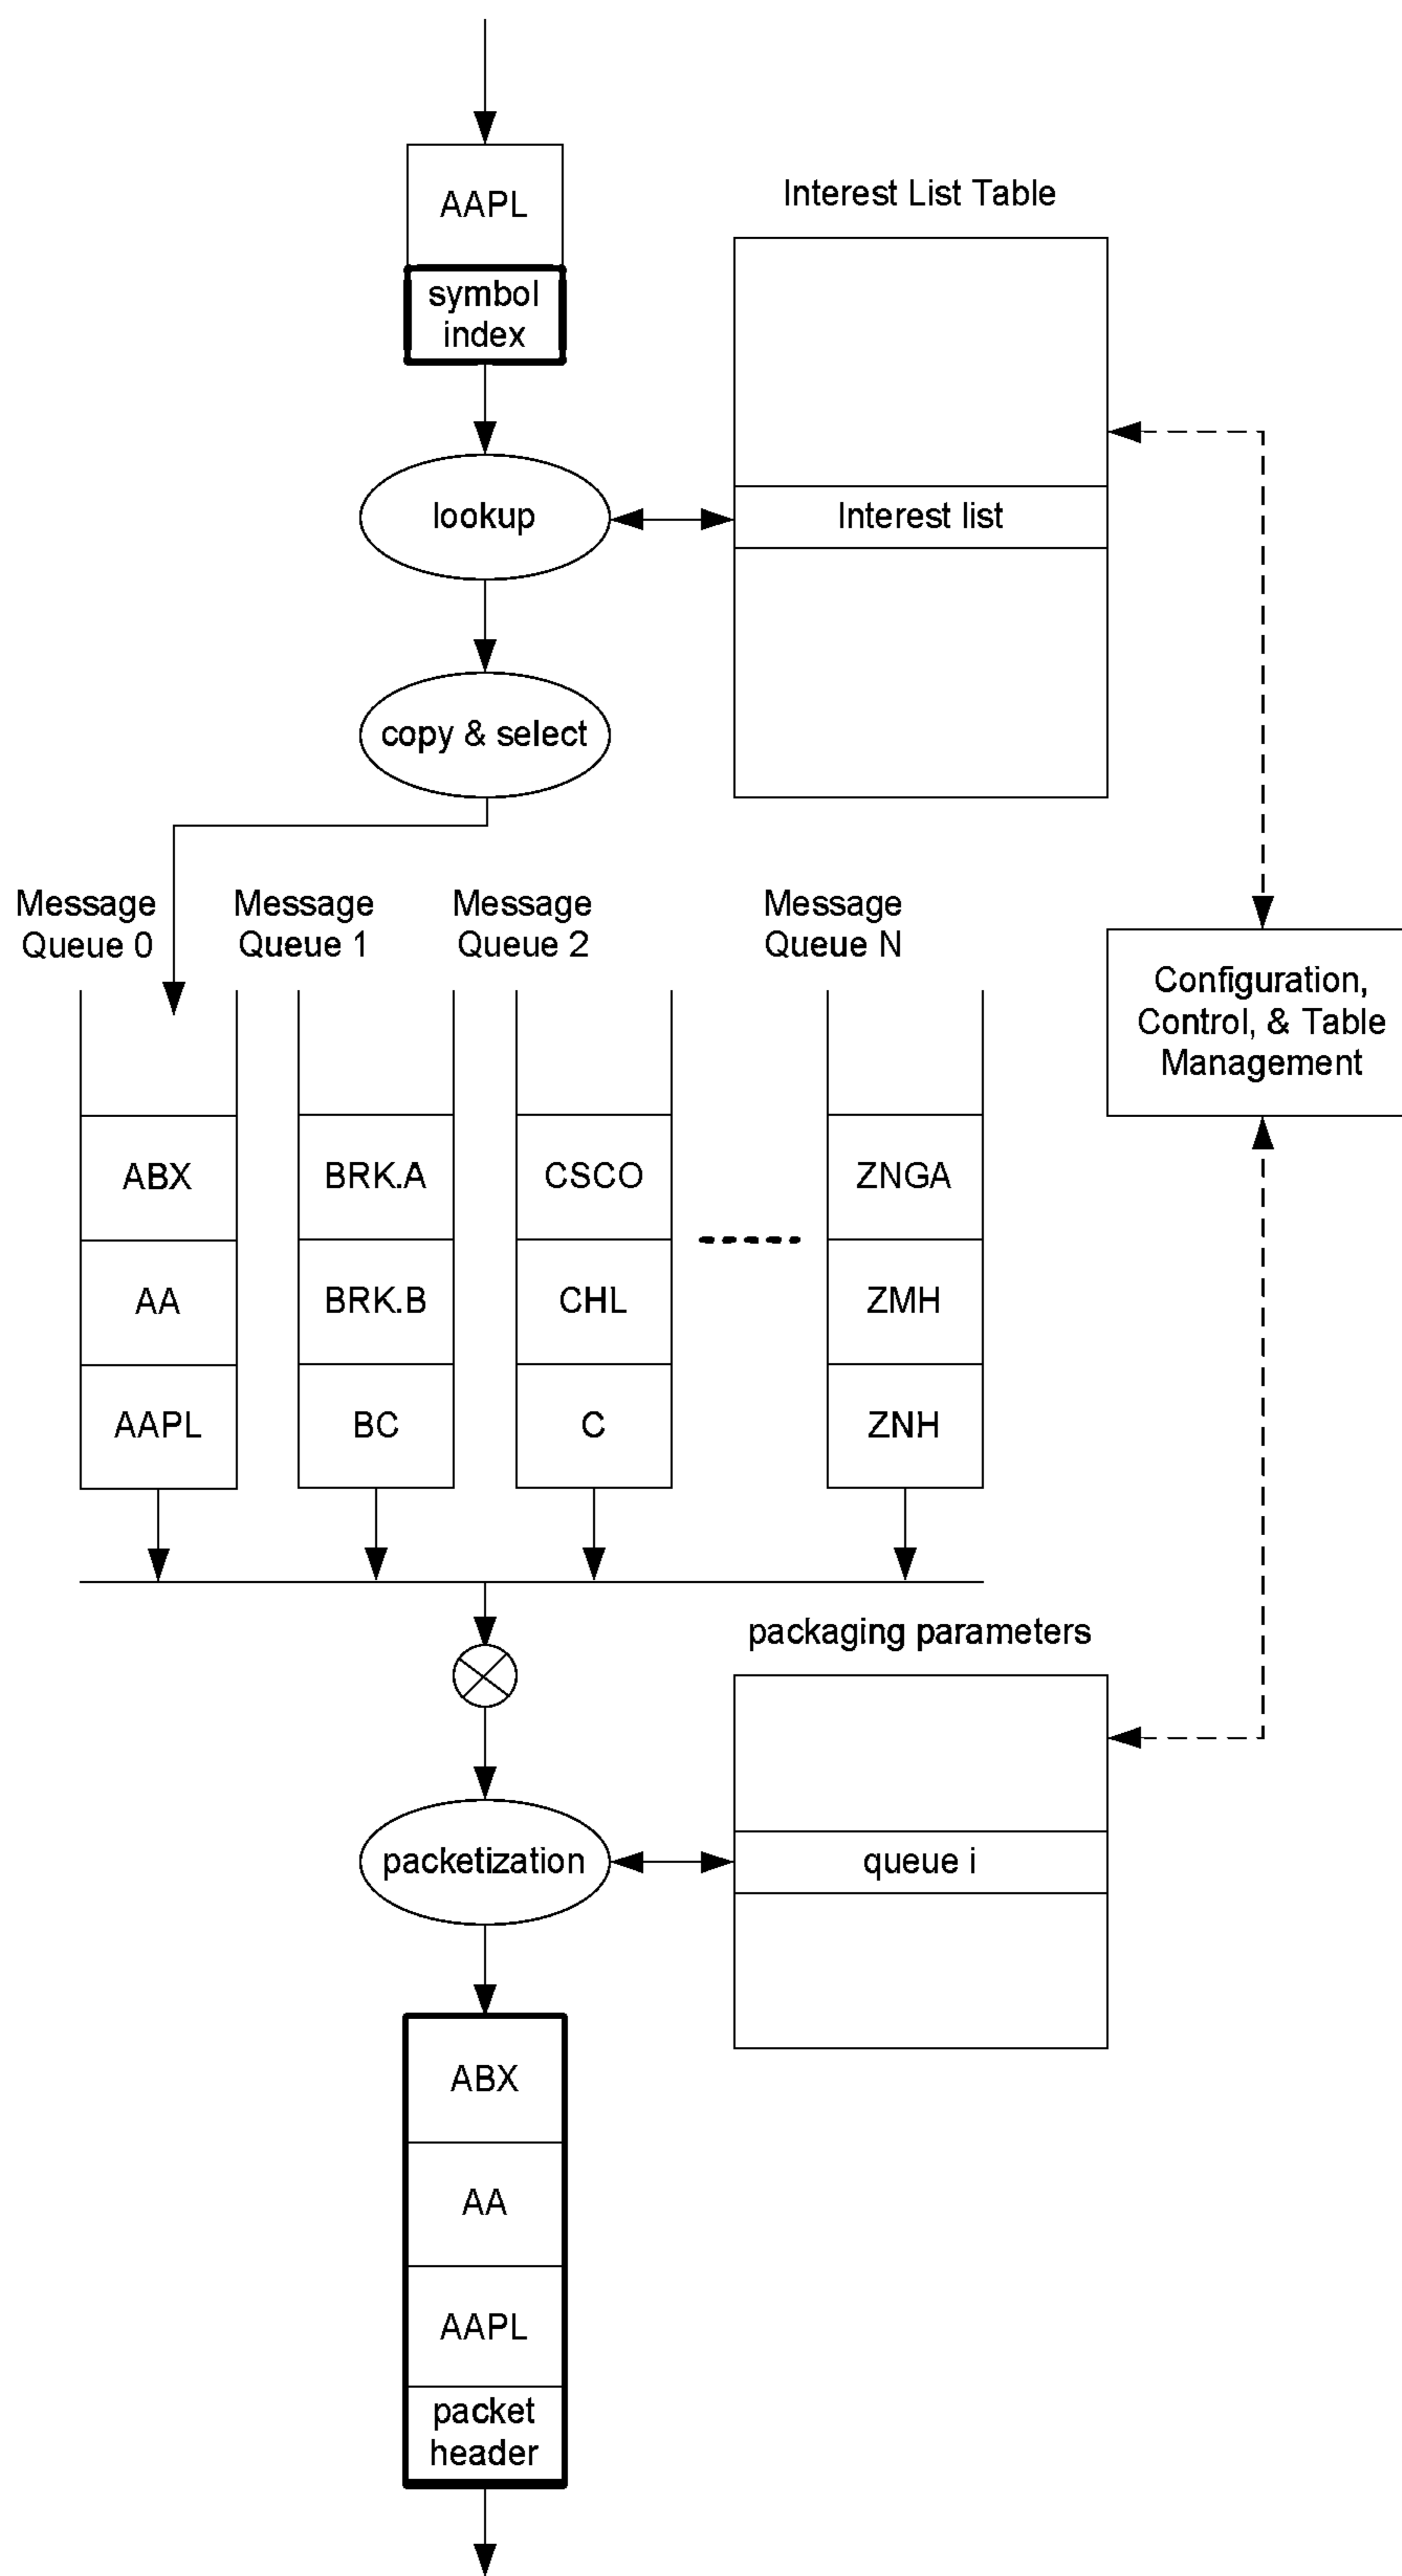 AAPL
symbol
index
Interest List Table
lookup
Interest list
copy & select
Message
Queue 0
Message
Queue 1
Message
Queue 2
Message
Queue N
Configuration,
Control, & Table
Management
ABX
BRK.A
CSCO
ZNGA
AA
BRK.B
CHL
ZMH
AAPL
BC
C
ZNH
packaging parameters
packetization
queue i
ABX
AA
AAPL
packet
header